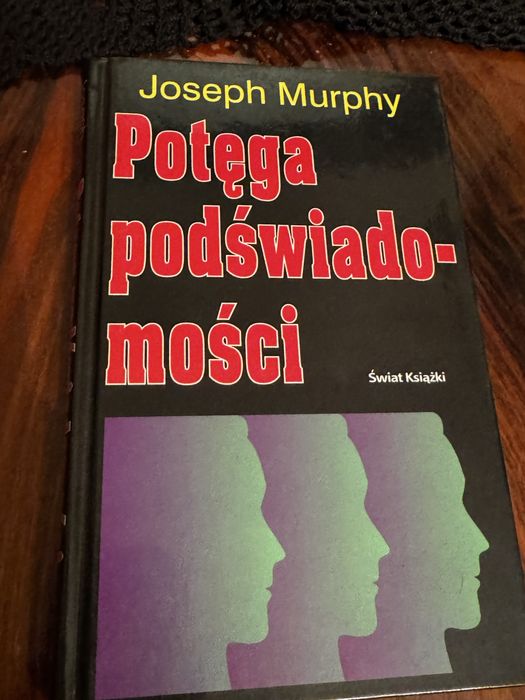 Joseph Murphy
Potęga
podświado-
mości
Świat Książki